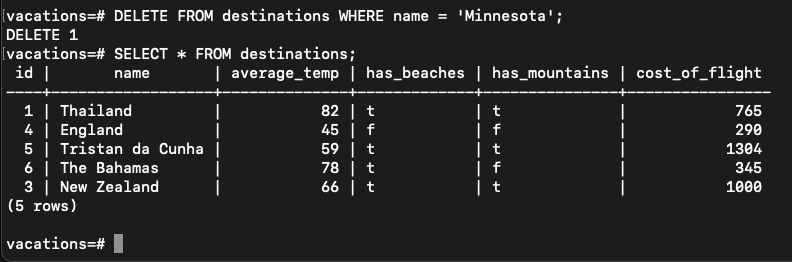 [vacations=# DELETE FROM destinations WHERE name = 'Minnesota';
DELETE 1
[vacations=# SELECT * FROM destinations;
 id |       name       | average_temp | has_beaches | has_mountains | cost_of_flight
----+------------------+--------------+-------------+---------------+----------------
  1 | Thailand         |           82 | t           | t             |            765
  4 | England          |           45 | f           | f             |            290
  5 | Tristan da Cunha |           59 | t           | t             |           1304
  6 | The Bahamas      |           78 | t           | f             |            345
  3 | New Zealand      |           66 | t           | t             |           1000
(5 rows)
vacations=#